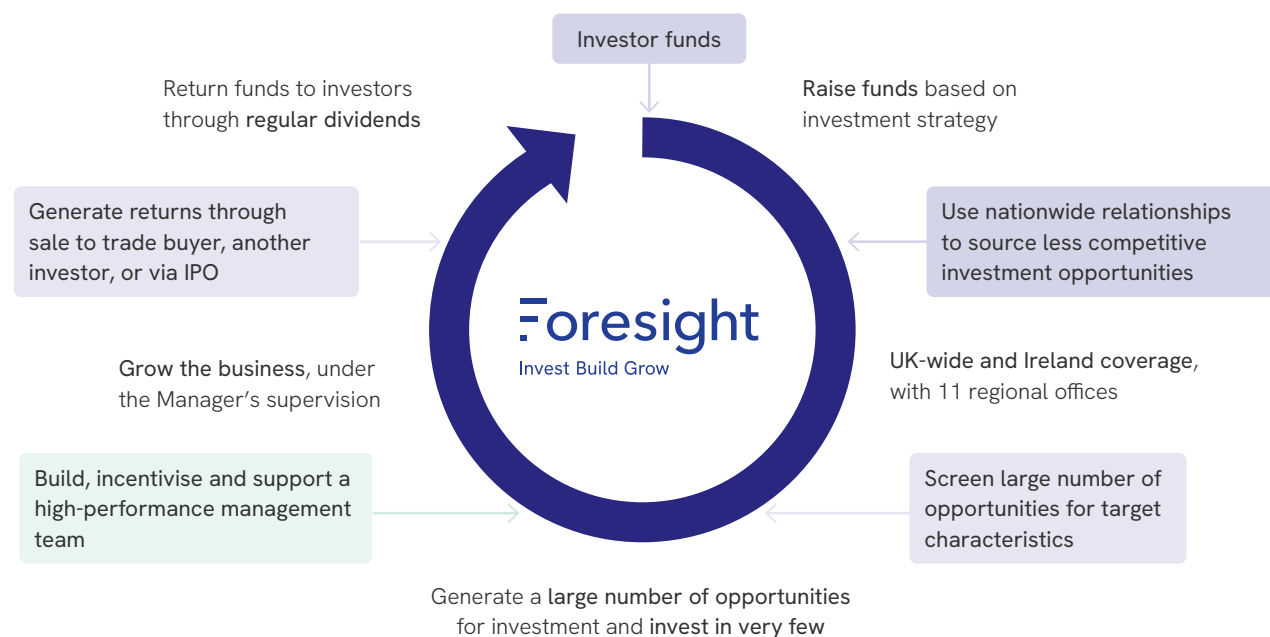 Investor funds
Raise funds based on
investment strategy
Use nationwide relationships
to source less competitive
investment opportunities
UK-wide and Ireland coverage,
with 11 regional offices
Screen large number of
opportunities for target
characteristics
Generate a large number of opportunities
for investment and invest in very few
Build, incentivise and support a
high-performance management
team
Grow the business, under
the Manager’s supervision
Generate returns through
sale to trade buyer, another
investor, or via IPO
Return funds to investors
through regular dividends
Foresight
Invest Build Grow